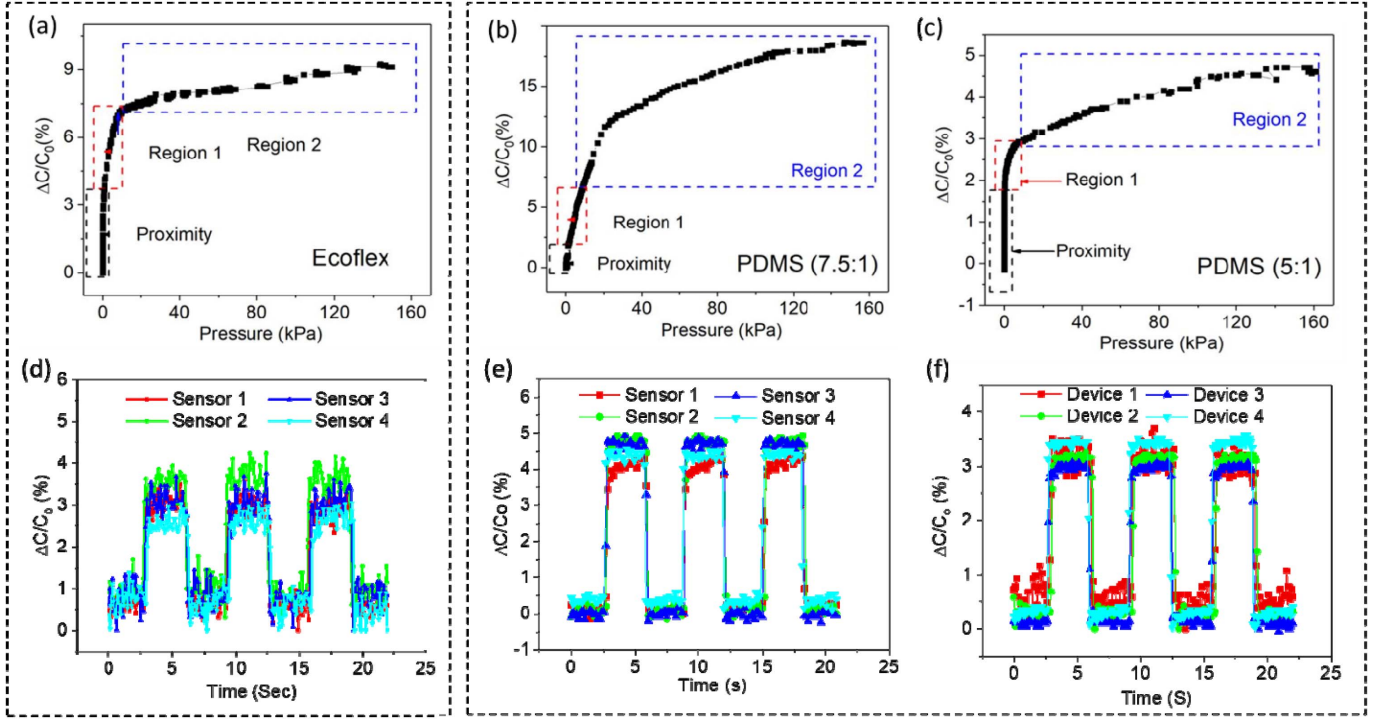 (a)
ΔC/C₀(%)
9
6
3
0
Region 1
Region 2
Proximity
Ecoflex
0 40 80 120 160
Pressure (kPa)
(b)
ΔC/C₀(%)
15
10
5
0
Region 2
Region 1
Proximity
PDMS (7.5:1)
0 40 80 120 160
Pressure (kPa)
(c)
ΔC/C₀(%)
5
4
3
2
1
0
-1
Region 2
Region 1
Proximity
PDMS (5:1)
0 40 80 120 160
Pressure (kPa)
(d)
ΔC/C₀ (%)
6
5
4
3
2
1
0
Sensor 1 Sensor 3
Sensor 2 Sensor 4
0 5 10 15 20 25
Time (Sec)
(e)
ΔC/Co (%)
6
5
4
3
2
1
0
-1
Sensor 1 Sensor 3
Sensor 2 Sensor 4
0 5 10 15 20 25
Time (s)
(f)
ΔC/C₀ (%)
4
3
2
1
0
Device 1 Device 3
Device 2 Device 4
0 5 10 15 20 25
Time (S)